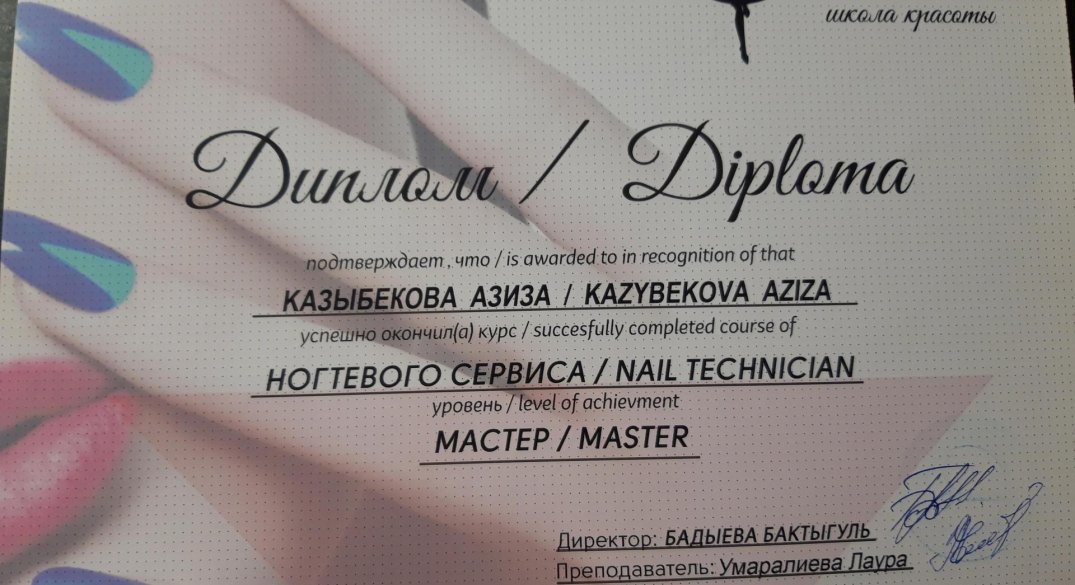 школа красоты
Диплом / Diploma
подтверждает , что / is awarded to in recognition of that
КАЗЫБЕКОВА АЗИЗА / KAZYBEKOVA AZIZA
успешно окончил(а) курс / succesfully completed course of
НОГТЕВОГО СЕРВИСА / NAIL TECHNICIAN
уровень / level of achievment
МАСТЕР / MASTER
Директор: БАДЫЕВА БАКТЫГУЛЬ
Преподаватель: Умаралиева Лаура